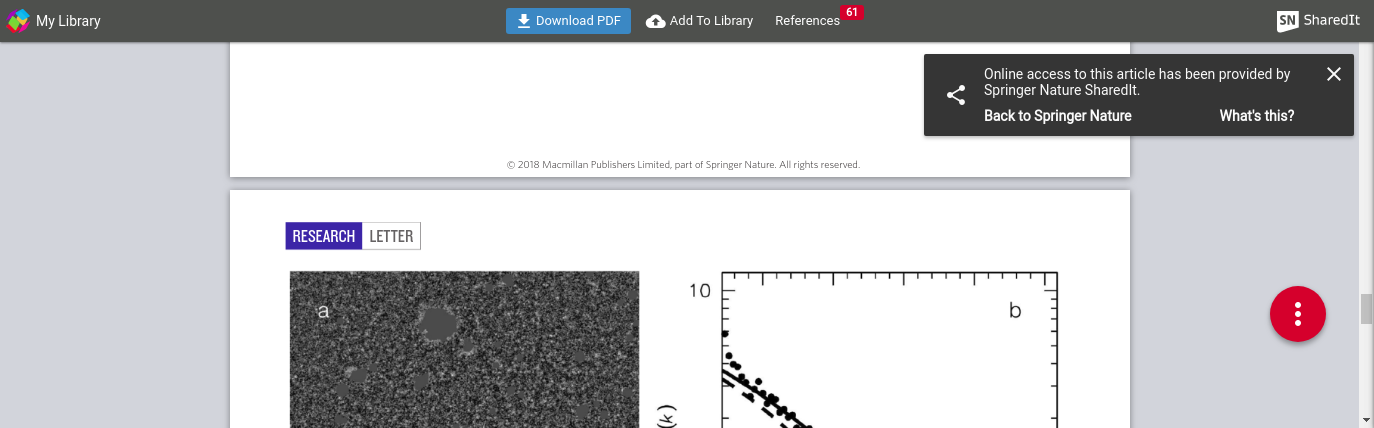 My Library
Download PDF
Add To Library
References
61
SN SharedIt
Online access to this article has been provided by
Springer Nature SharedIt.
Back to Springer Nature
What's this?
© 2018 Macmillan Publishers Limited, part of Springer Nature. All rights reserved.
RESEARCH LETTER
a
10
b
(k)